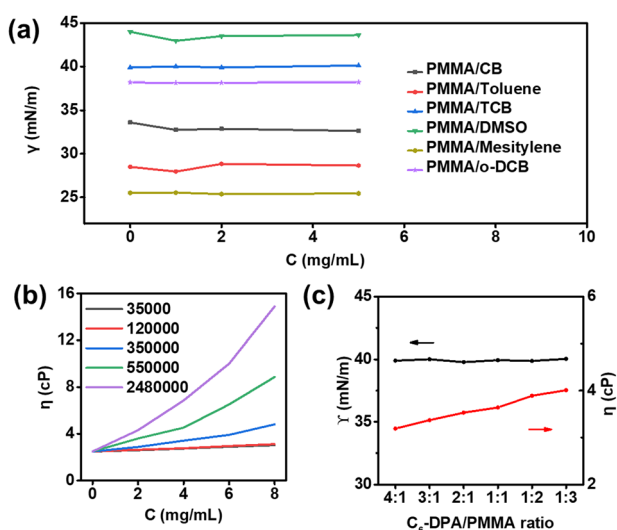 (a)
45
40
35
30
25
γ (mN/m)
PMMA/CB
PMMA/Toluene
PMMA/TCB
PMMA/DMSO
PMMA/Mesitylene
PMMA/o-DCB
0 2 4 6 8 10
C (mg/mL)
(b)
16
12
8
4
0
η (cP)
35000
120000
350000
550000
2480000
0 2 4 6 8
C (mg/mL)
(c)
45
40
35
30
ϒ (mN/m)
6
4
2
η (cP)
4:1 3:1 2:1 1:1 1:2 1:3
C₆-DPA/PMMA ratio